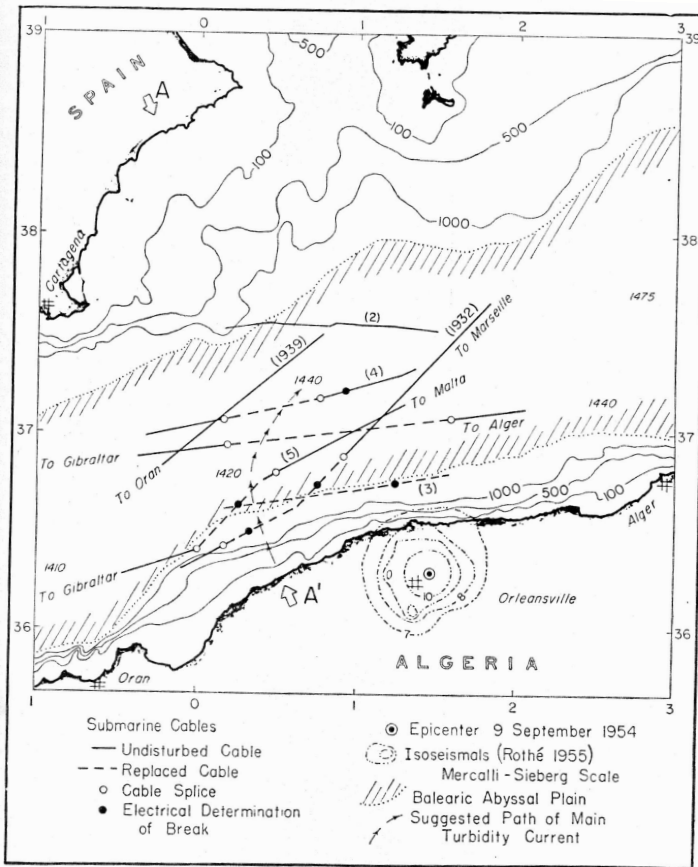 1 0 1 2 3
39 39
500
SPAIN
A
100
100
500
1000
38 38
Cartagena
(2)
1475
(1939)
(1932)
To Marseille
1440
(4)
To Malta
1440
37 37
To Alger
To Gibraltar
To Oran
(5)
1420
(3)
1000
500
100
Alger
1410
To Gibraltar
A'
10
8
7
Orleansville
36 36
ALGERIA
Oran
1 0 1 2 3
Submarine Cables
Undisturbed Cable
Replaced Cable
Cable Splice
Electrical Determination
of Break
Epicenter 9 September 1954
Isoseismals (Rothé 1955)
Mercalli-Sieberg Scale
Balearic Abyssal Plain
Suggested Path of Main
Turbidity Current